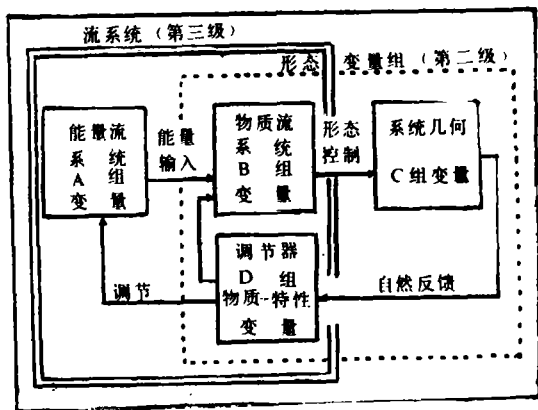 流系统（第三级）
形态 变量组（第二级）
能量流
系 统
A 组
变 量
能量
输入
物质流
系 统
B 组
变 量
形态
控制
系统几何
C组变量
调节器
D 组
物质-特性
变 量
调节
自然反馈